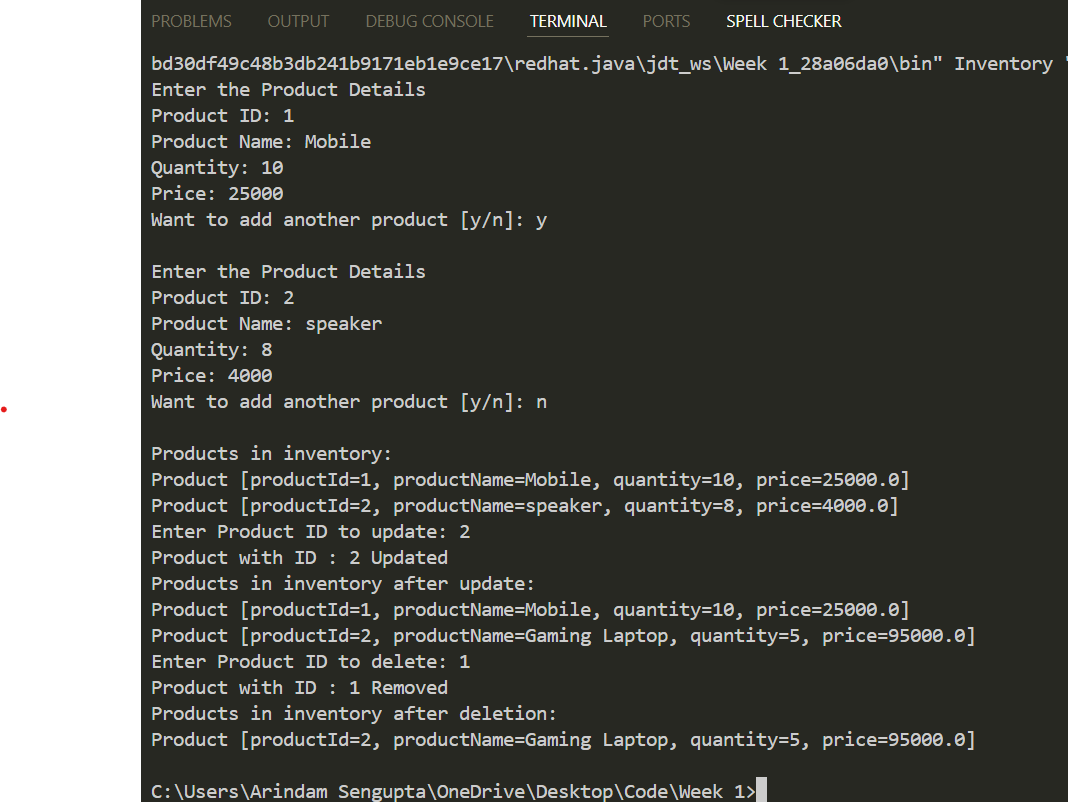 PROBLEMS OUTPUT DEBUG CONSOLE TERMINAL PORTS SPELL CHECKER
bd30df49c48b3db241b9171eb1e9ce17\redhat.java\jdt_ws\Week 1_28a06da0\bin" Inventory "
Enter the Product Details
Product ID: 1
Product Name: Mobile
Quantity: 10
Price: 25000
Want to add another product [y/n]: y
Enter the Product Details
Product ID: 2
Product Name: speaker
Quantity: 8
Price: 4000
Want to add another product [y/n]: n
Products in inventory:
Product [productId=1, productName=Mobile, quantity=10, price=25000.0]
Product [productId=2, productName=speaker, quantity=8, price=4000.0]
Enter Product ID to update: 2
Product with ID : 2 Updated
Products in inventory after update:
Product [productId=1, productName=Mobile, quantity=10, price=25000.0]
Product [productId=2, productName=Gaming Laptop, quantity=5, price=95000.0]
Enter Product ID to delete: 1
Product with ID : 1 Removed
Products in inventory after deletion:
Product [productId=2, productName=Gaming Laptop, quantity=5, price=95000.0]
C:\Users\Arindam Sengupta\OneDrive\Desktop\Code\Week 1>